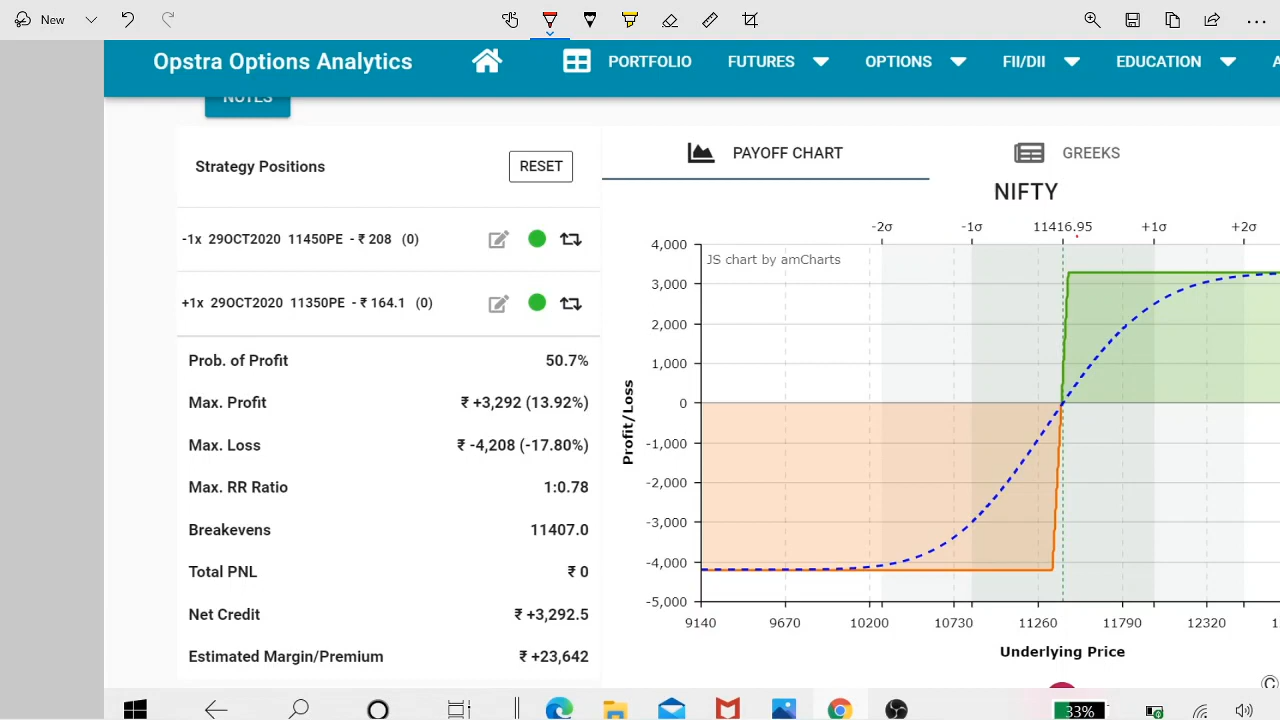 New
Opstra Options Analytics
PORTFOLIO
FUTURES
OPTIONS
FII/DII
EDUCATION
NOTES
Strategy Positions
RESET
-1x 29OCT2020 11450PE - ₹ 208 (0)
+1x 29OCT2020 11350PE - ₹ 164.1 (0)
Prob. of Profit 50.7%
Max. Profit ₹ +3,292 (13.92%)
Max. Loss ₹ -4,208 (-17.80%)
Max. RR Ratio 1:0.78
Breakevens 11407.0
Total PNL ₹ 0
Net Credit ₹ +3,292.5
Estimated Margin/Premium ₹ +23,642
PAYOFF CHART
GREEKS
NIFTY
-2σ -1σ 11416.95 +1σ +2σ
JS chart by amCharts
4,000
3,000
2,000
1,000
0
-1,000
-2,000
-3,000
-4,000
-5,000
Profit/Loss
9140 9670 10200 10730 11260 11790 12320
Underlying Price
33%